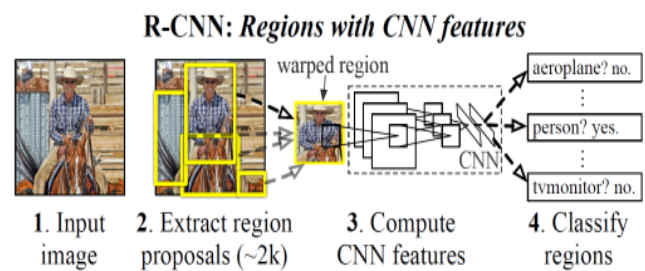 R-CNN: Regions with CNN features
warped region
aeroplane? no.
person? yes.
tvmonitor? no.
CNN
1. Input
image
2. Extract region
proposals (~2k)
3. Compute
CNN features
4. Classify
regions